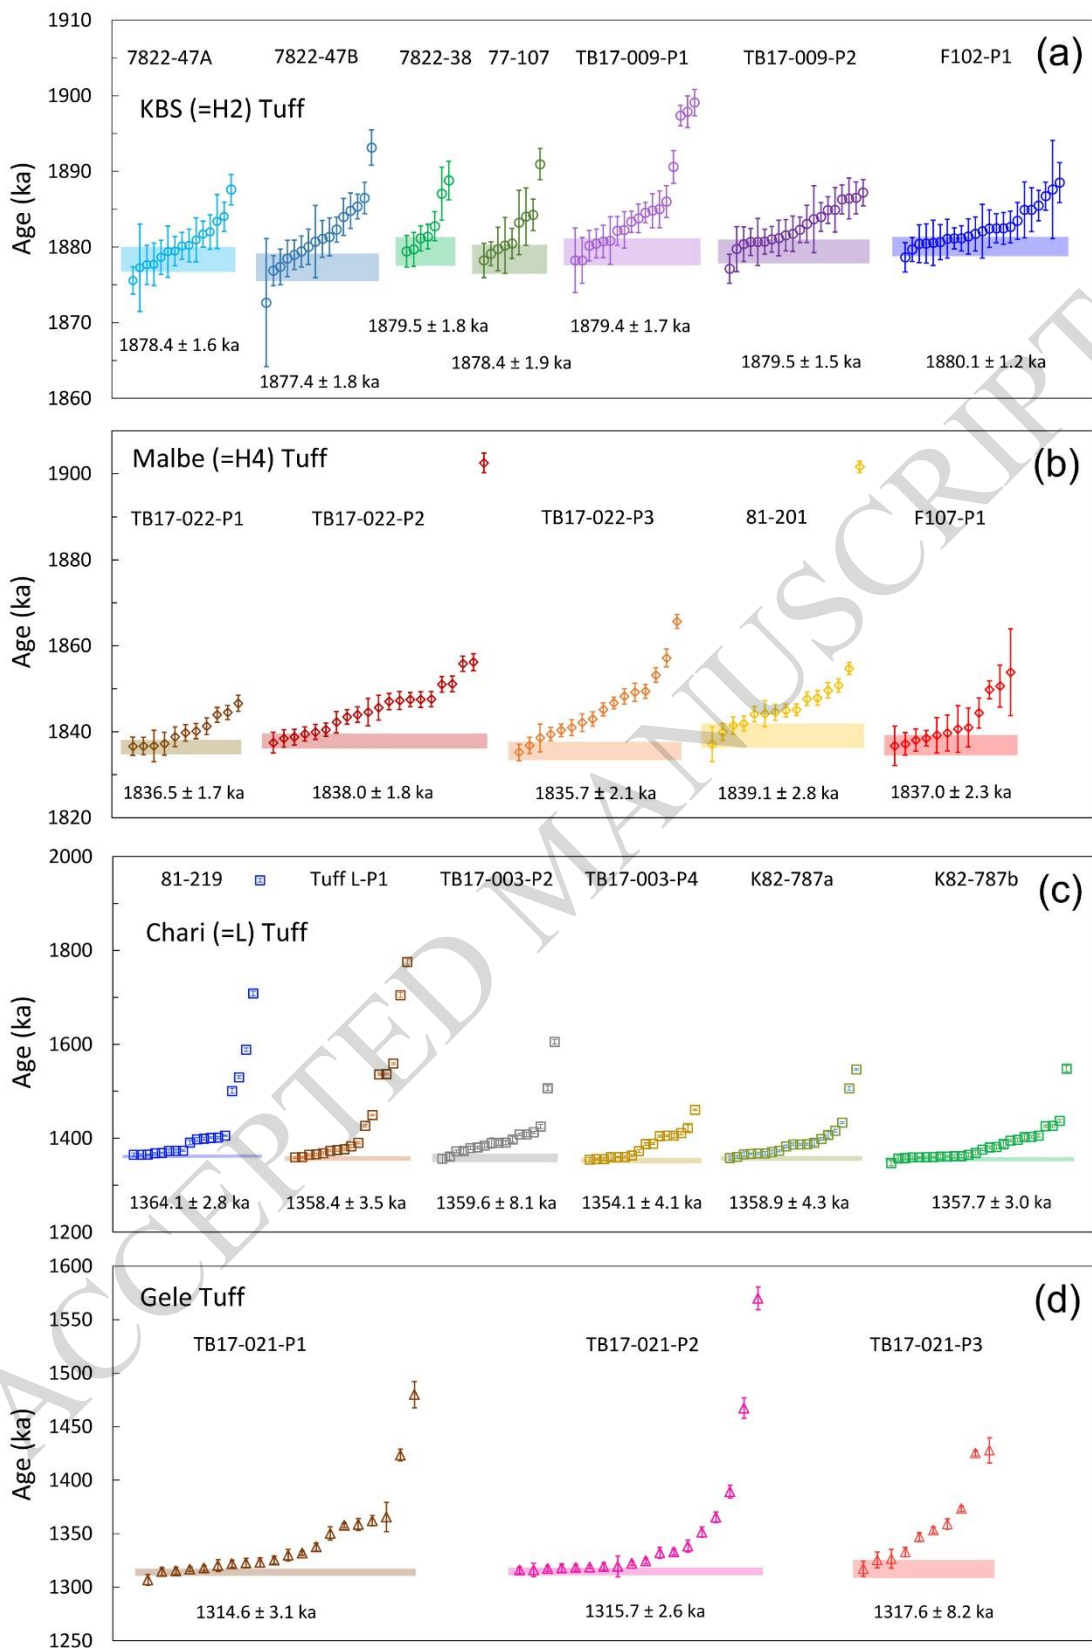 1910
1900
1890
1880
1870
1860
Age (ka)
(a)
7822-47A 7822-47B 7822-38 77-107 TB17-009-P1 TB17-009-P2 F102-P1
KBS (=H2) Tuff
1878.4 ± 1.6 ka
1877.4 ± 1.8 ka
1879.5 ± 1.8 ka
1878.4 ± 1.9 ka
1879.4 ± 1.7 ka
1879.5 ± 1.5 ka
1880.1 ± 1.2 ka
1900
1880
1860
1840
1820
Age (ka)
Malbe (=H4) Tuff
(b)
TB17-022-P1 TB17-022-P2 TB17-022-P3 81-201 F107-P1
1836.5 ± 1.7 ka
1838.0 ± 1.8 ka
1835.7 ± 2.1 ka
1839.1 ± 2.8 ka
1837.0 ± 2.3 ka
2000
1800
1600
1400
1200
Age (ka)
81-219 Tuff L-P1 TB17-003-P2 TB17-003-P4 K82-787a K82-787b
(c)
Chari (=L) Tuff
1364.1 ± 2.8 ka
1358.4 ± 3.5 ka
1359.6 ± 8.1 ka
1354.1 ± 4.1 ka
1358.9 ± 4.3 ka
1357.7 ± 3.0 ka
1600
1550
1500
1450
1400
1350
1300
1250
Age (ka)
Gele Tuff
(d)
TB17-021-P1 TB17-021-P2 TB17-021-P3
1314.6 ± 3.1 ka
1315.7 ± 2.6 ka
1317.6 ± 8.2 ka
ACCEPTED MANUSCRIPT